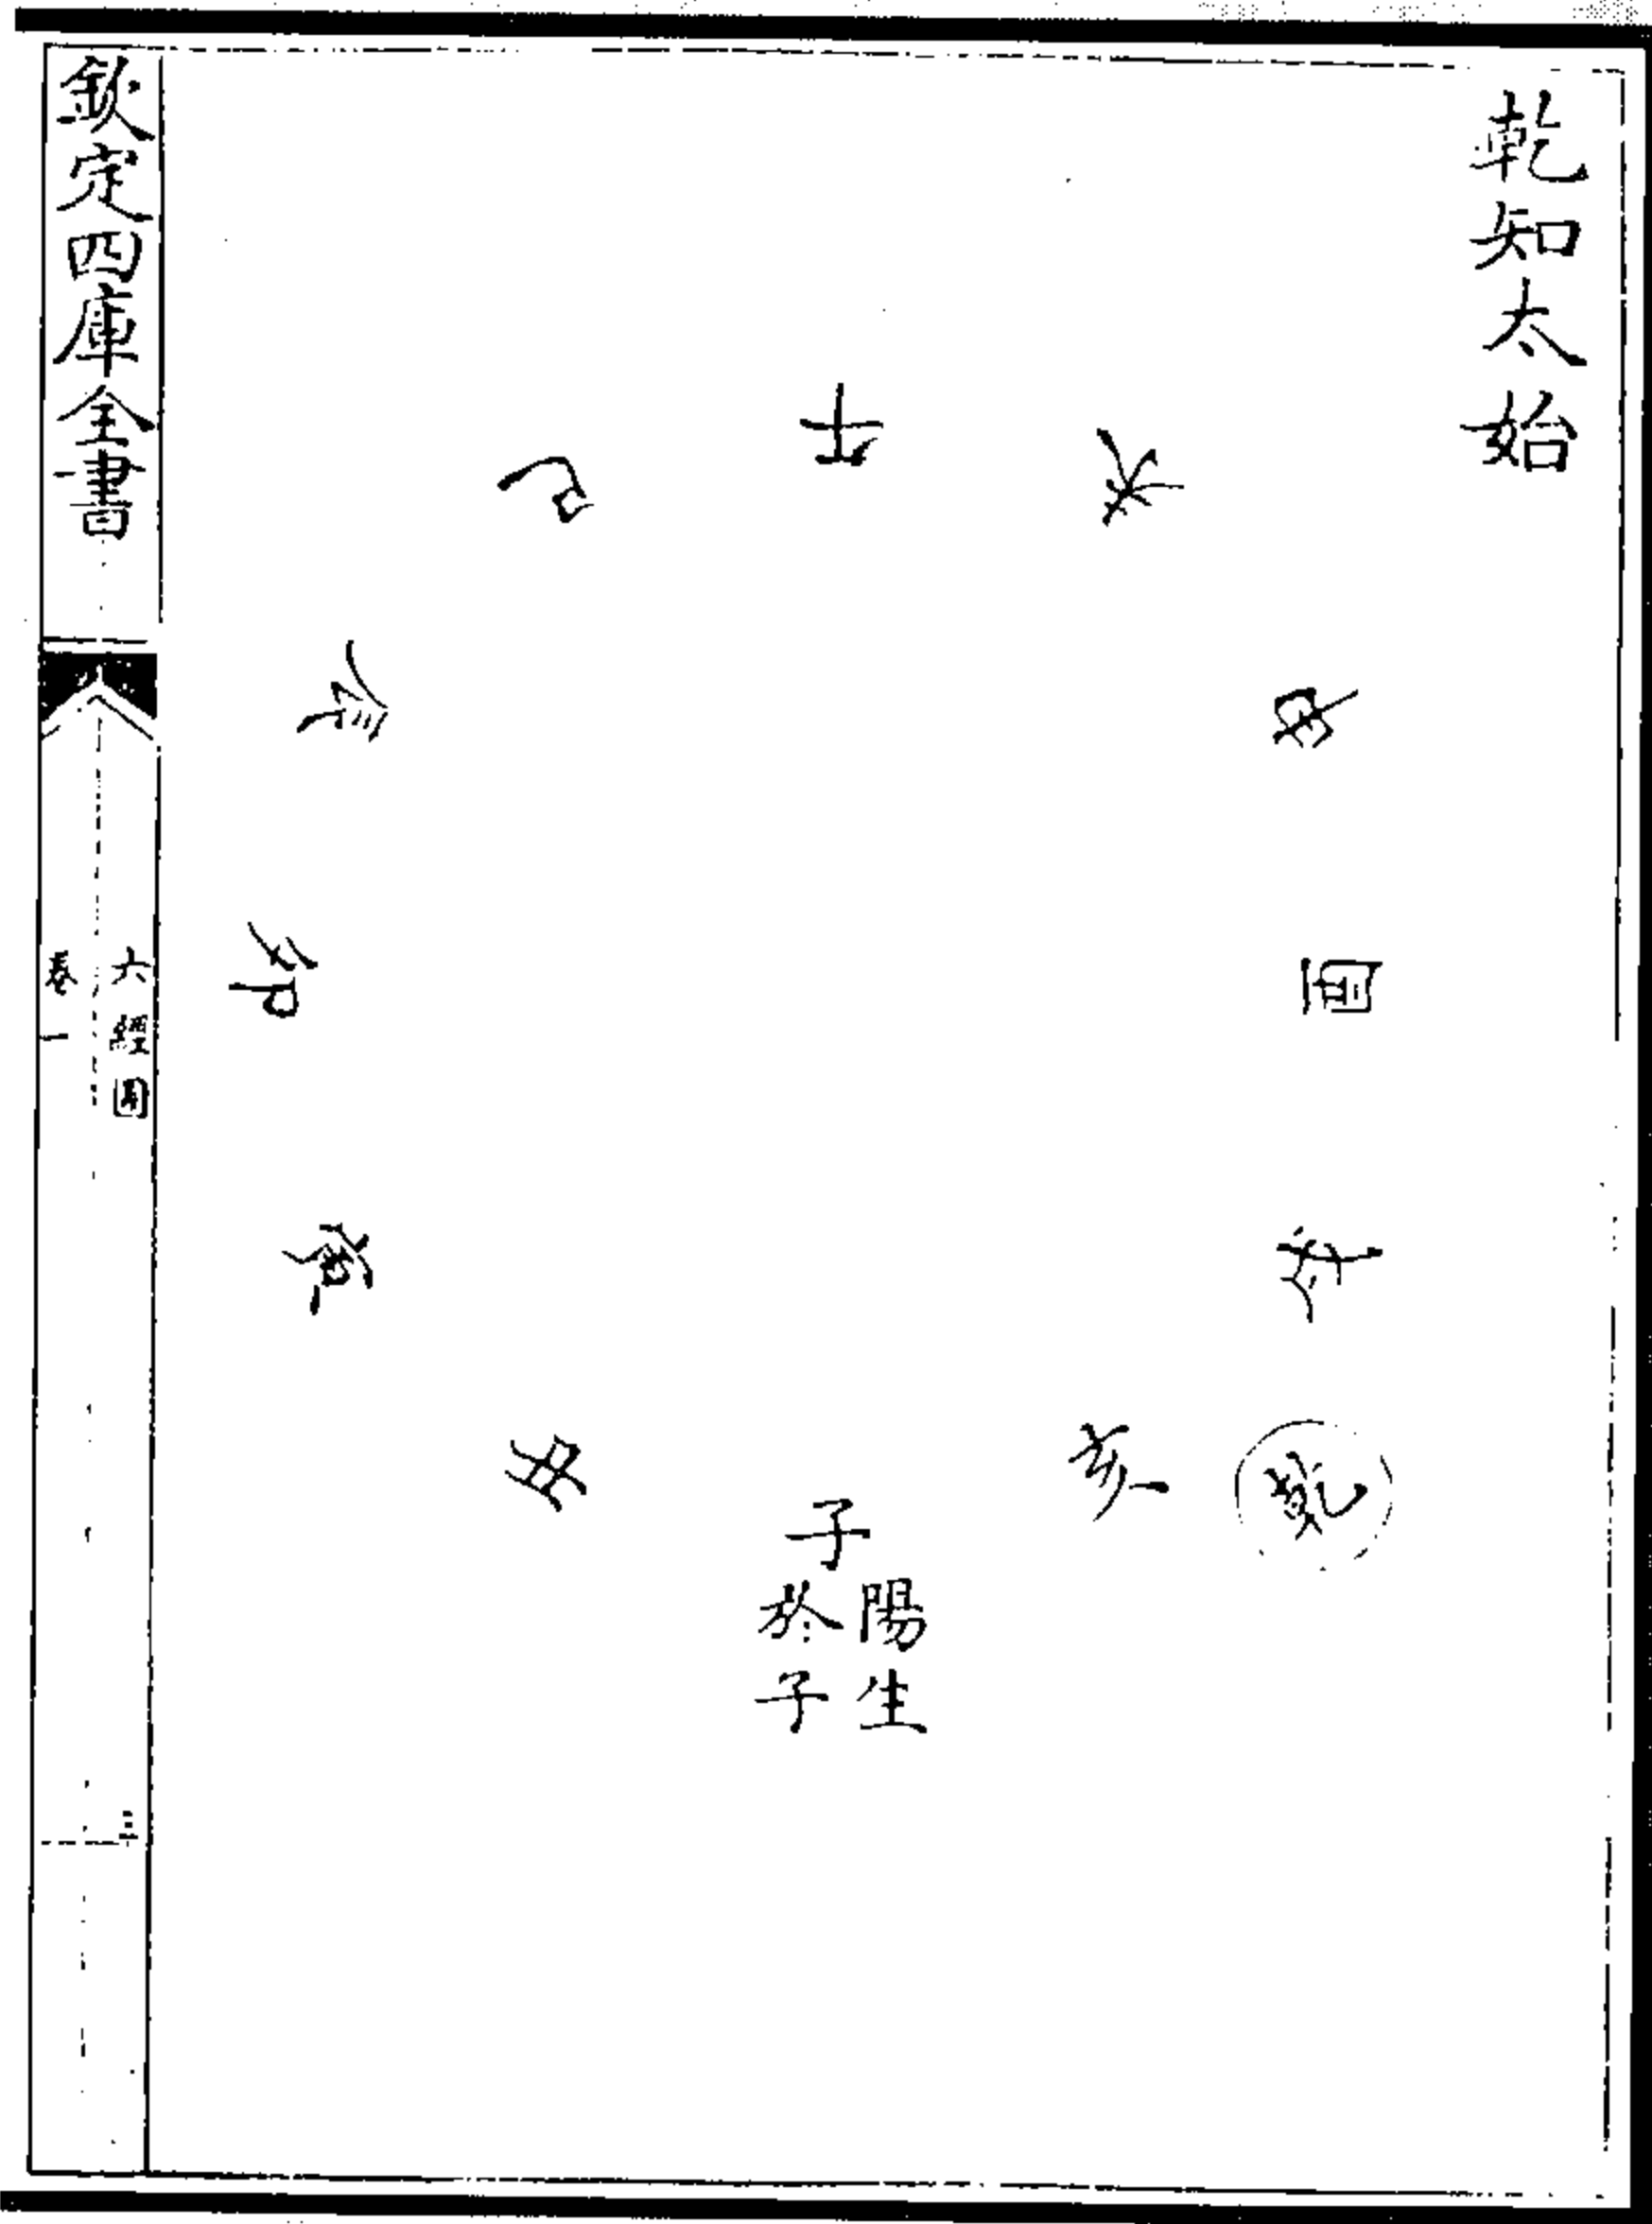 乾知太始
午
未
申
酉
戌
亥
乾
子
陽生
於子
丑
寅
卯
辰
巳
欽定四庫全書
六經圖
卷一
三